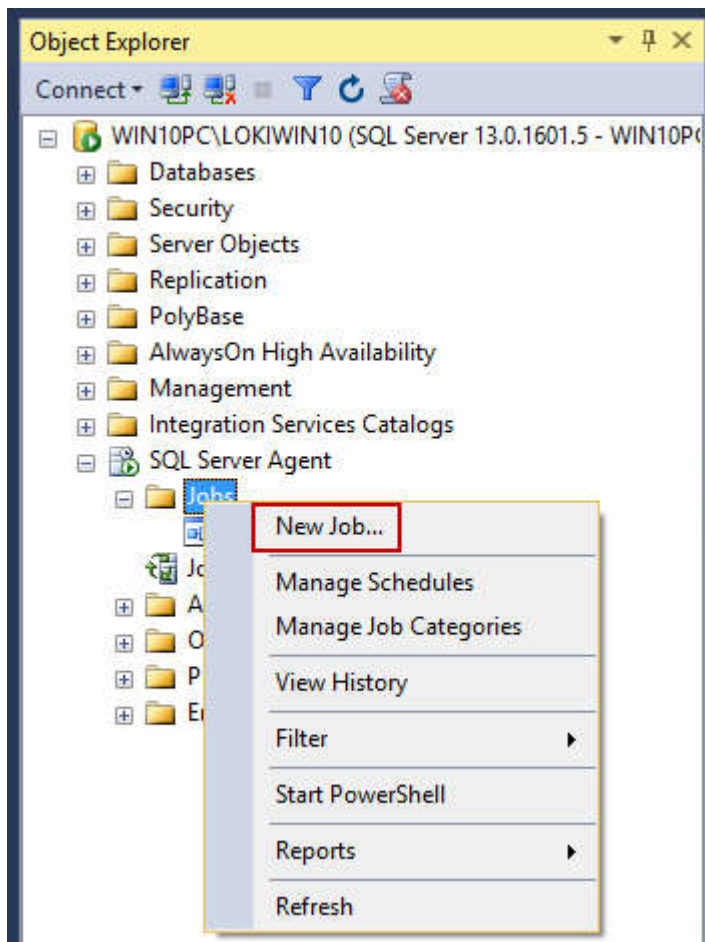 Object Explorer
Connect
WIN10PC\LOKIWIN10 (SQL Server 13.0.1601.5 - WIN10P
Databases
Security
Server Objects
Replication
PolyBase
AlwaysOn High Availability
Management
Integration Services Catalogs
SQL Server Agent
Jobs
New Job...
Manage Schedules
Manage Job Categories
View History
Filter
Start PowerShell
Reports
Refresh